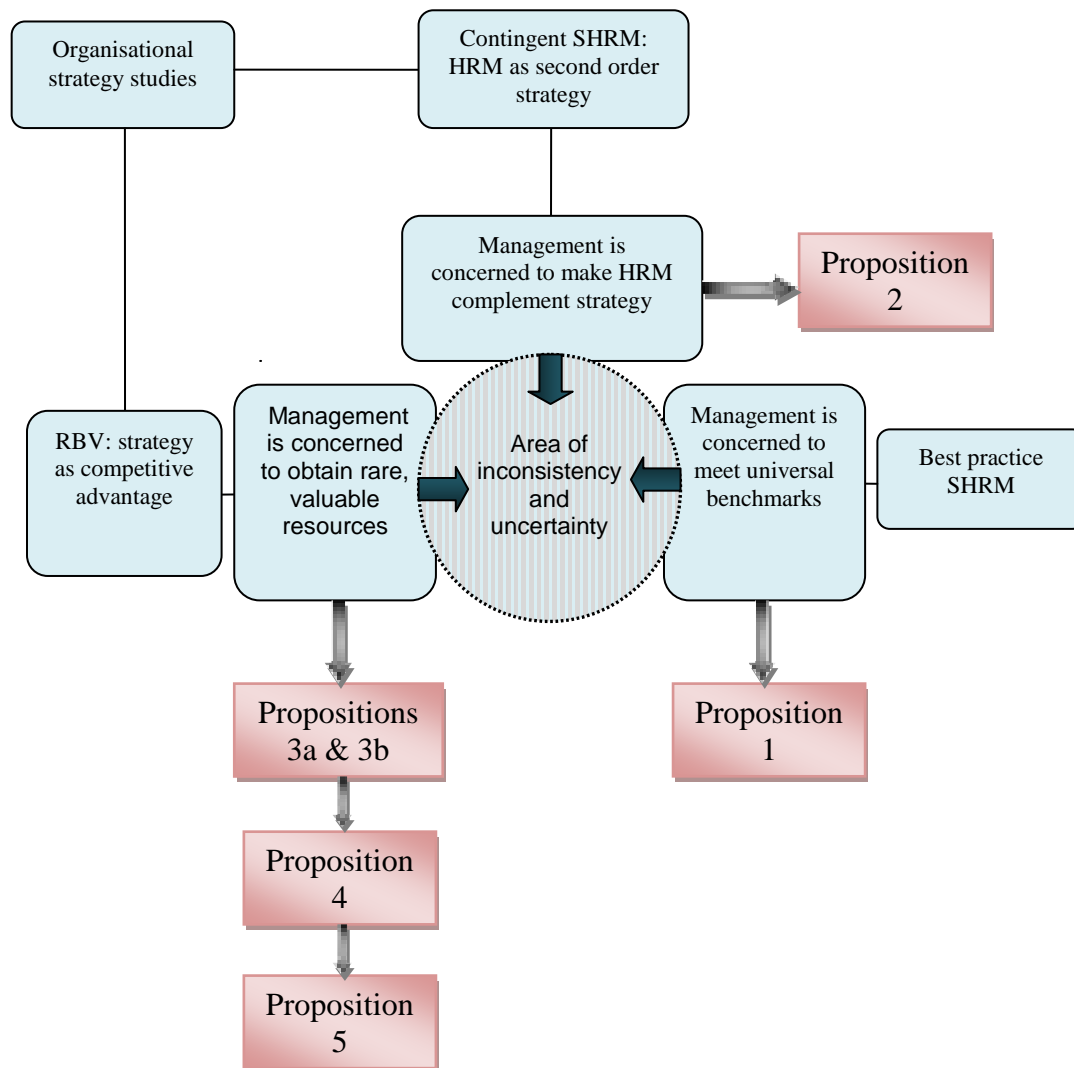 Organisational
strategy studies
Contingent SHRM:
HRM as second order
strategy
Management is
concerned to make HRM
complement strategy
Proposition
2
RBV: strategy
as competitive
advantage
Management
is concerned
to obtain rare,
valuable
resources
Area of
inconsistency
and
uncertainty
Management is
concerned to
meet universal
benchmarks
Best practice
SHRM
Propositions
3a & 3b
Proposition
1
Proposition
4
Proposition
5